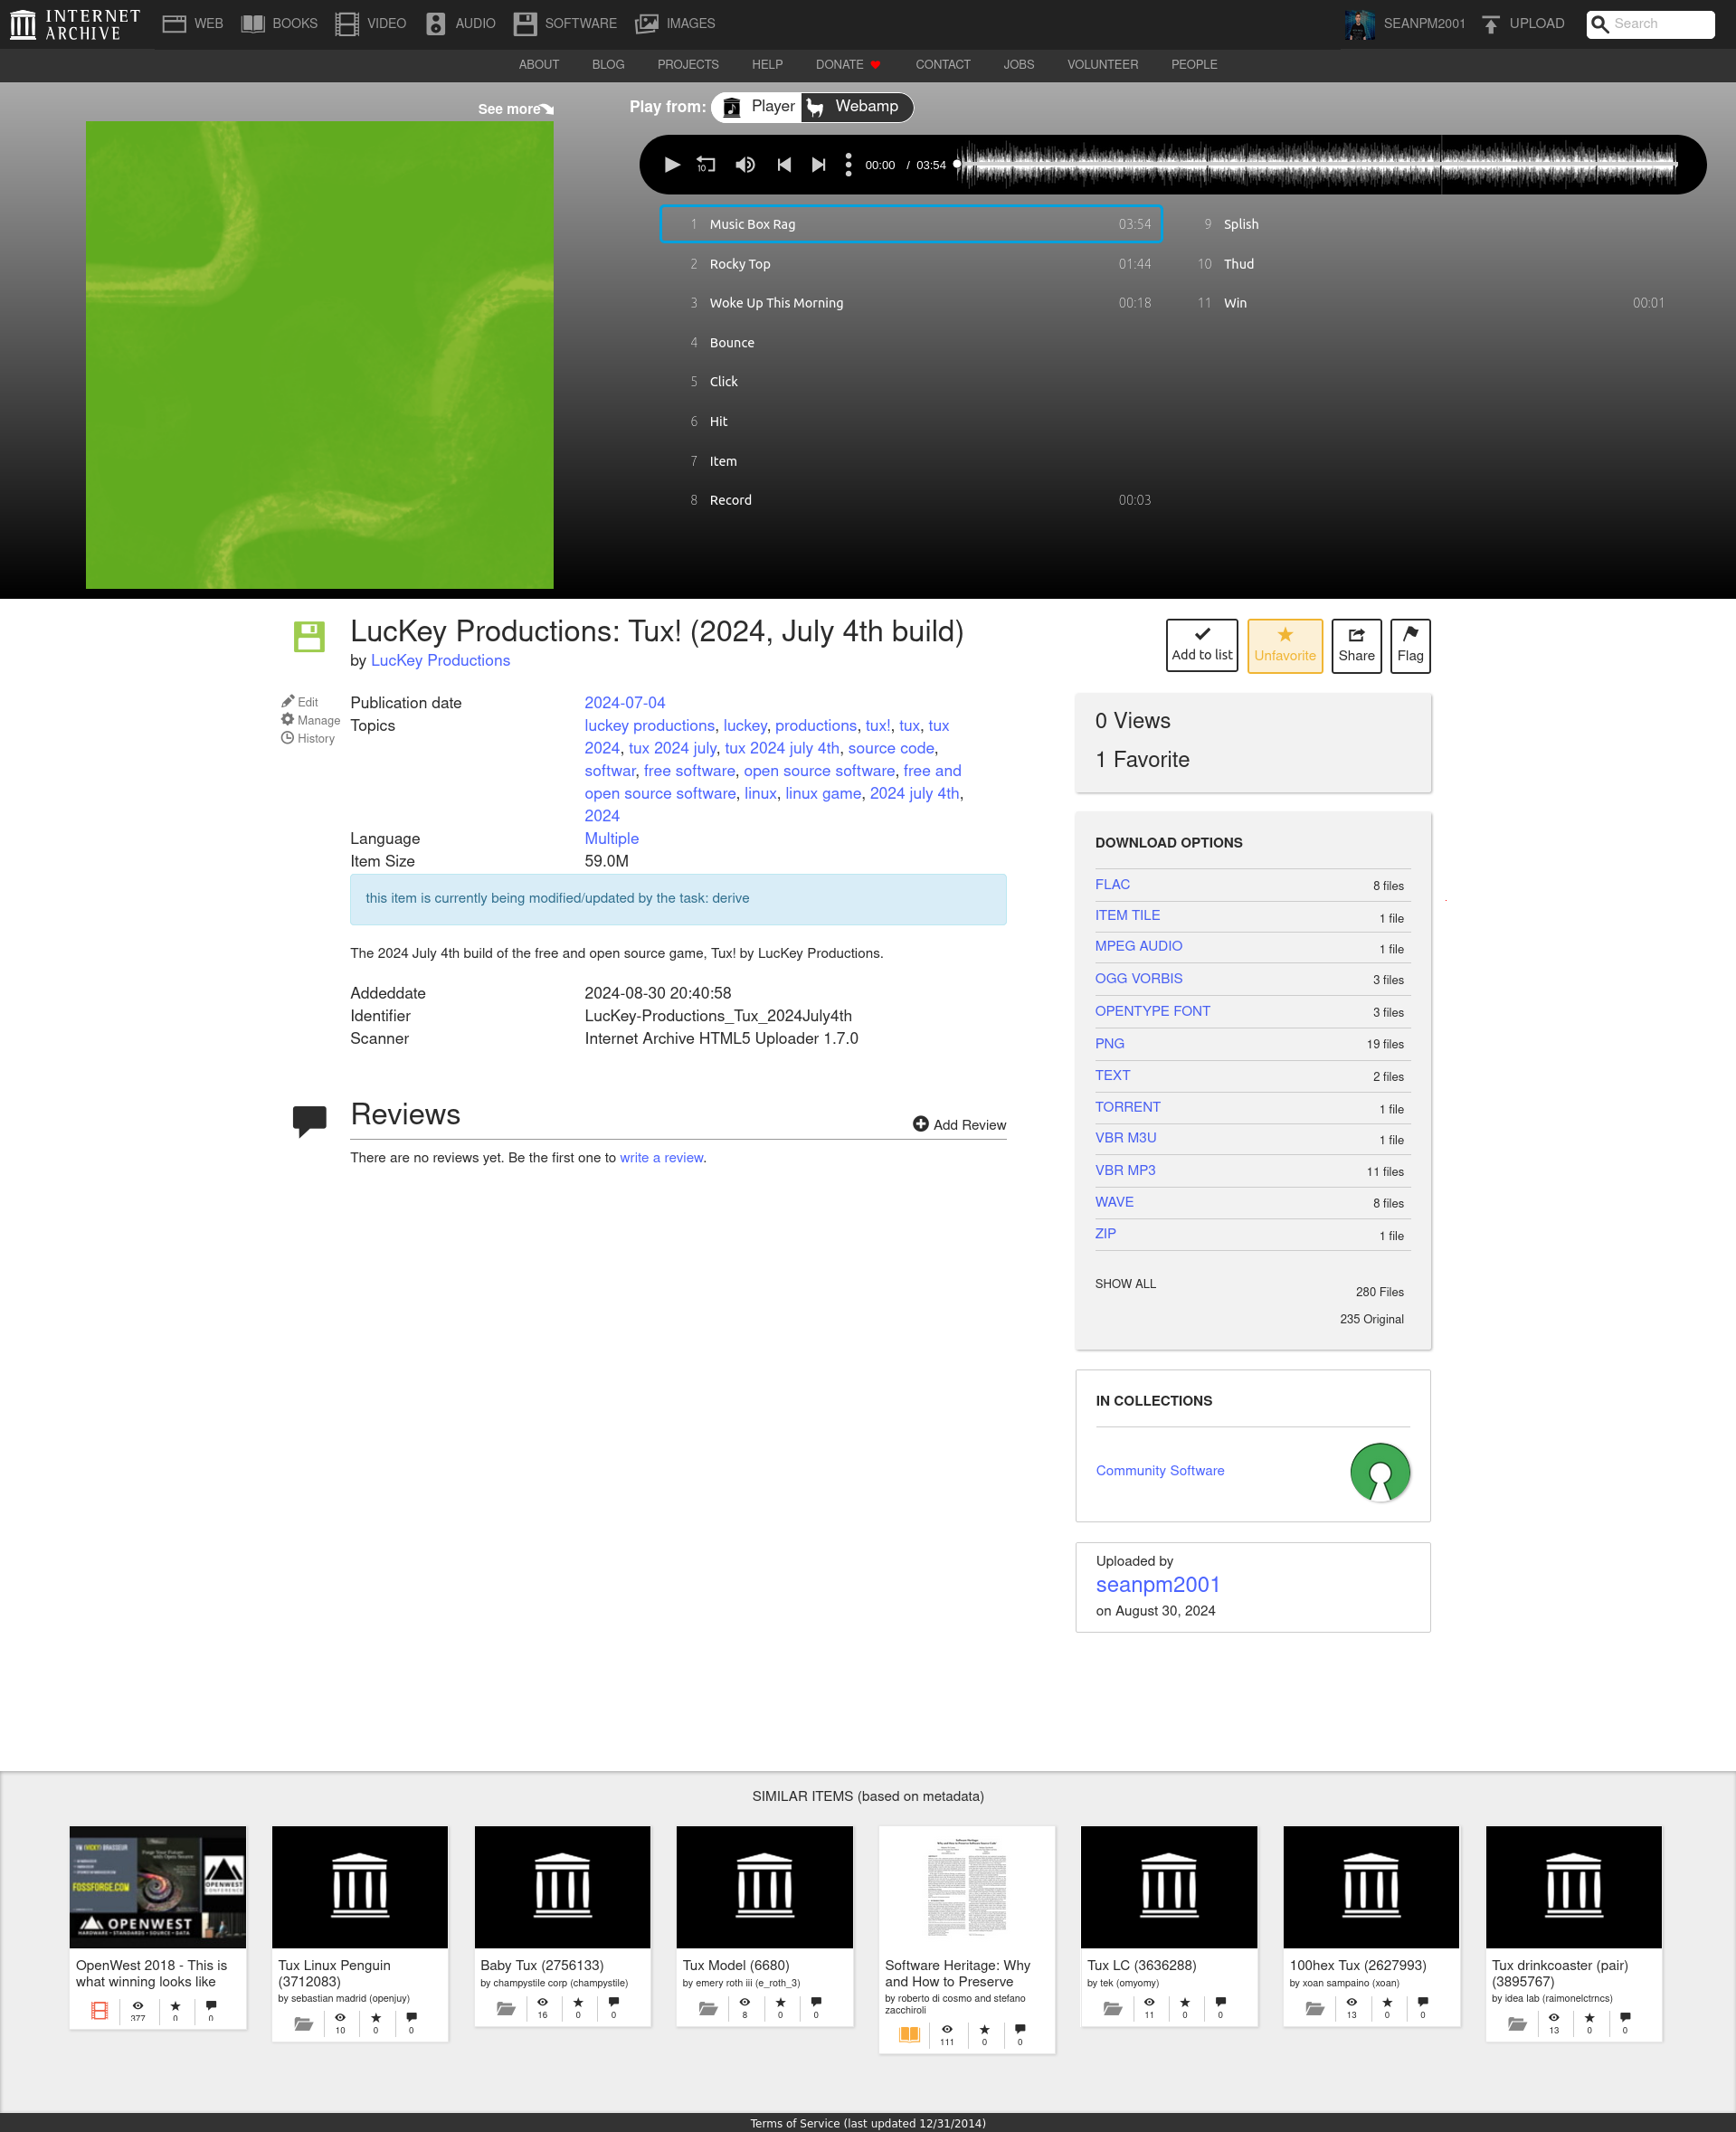 INTERNET ARCHIVE
WEB BOOKS VIDEO AUDIO SOFTWARE IMAGES SEANPM2001 UPLOAD Search
ABOUT BLOG PROJECTS HELP DONATE CONTACT JOBS VOLUNTEER PEOPLE
See more
Play from: Player Webamp
10 00:00 / 03:54
1 Music Box Rag 03:54
2 Rocky Top 01:44
3 Woke Up This Morning 00:18
4 Bounce
5 Click
6 Hit
7 Item
8 Record 00:03
9 Splish
10 Thud
11 Win 00:01
LucKey Productions: Tux! (2024, July 4th build)
by LucKey Productions
Add to list Unfavorite Share Flag
Edit
Manage
History
Publication date 2024-07-04
Topics luckey productions, luckey, productions, tux!, tux, tux
2024, tux 2024 july, tux 2024 july 4th, source code,
softwar, free software, open source software, free and
open source software, linux, linux game, 2024 july 4th,
2024
Language Multiple
Item Size 59.0M
this item is currently being modified/updated by the task: derive
The 2024 July 4th build of the free and open source game, Tux! by LucKey Productions.
Addeddate 2024-08-30 20:40:58
Identifier LucKey-Productions_Tux_2024July4th
Scanner Internet Archive HTML5 Uploader 1.7.0
Reviews
Add Review
There are no reviews yet. Be the first one to write a review.
0 Views
1 Favorite
DOWNLOAD OPTIONS
FLAC 8 files
ITEM TILE 1 file
MPEG AUDIO 1 file
OGG VORBIS 3 files
OPENTYPE FONT 3 files
PNG 19 files
TEXT 2 files
TORRENT 1 file
VBR M3U 1 file
VBR MP3 11 files
WAVE 8 files
ZIP 1 file
SHOW ALL 280 Files
235 Original
IN COLLECTIONS
Community Software
Uploaded by
seanpm2001
on August 30, 2024
SIMILAR ITEMS (based on metadata)
FOSSFORGE.COM
OPENWEST
OPENWEST
OpenWest 2018 - This is
what winning looks like
377 0 0
Tux Linux Penguin
(3712083)
by sebastian madrid (openjuy)
10 0 0
Baby Tux (2756133)
by champystile corp (champystile)
16 0 0
Tux Model (6680)
by emery roth iii (e_roth_3)
8 0 0
Software Heritage: Why
and How to Preserve
by roberto di cosmo and stefano
zacchiroli
111 0 0
Tux LC (3636288)
by tek (omyomy)
11 0 0
100hex Tux (2627993)
by xoan sampaino (xoan)
13 0 0
Tux drinkcoaster (pair)
(3895767)
by idea lab (raimonelctrncs)
13 0 0
Terms of Service (last updated 12/31/2014)